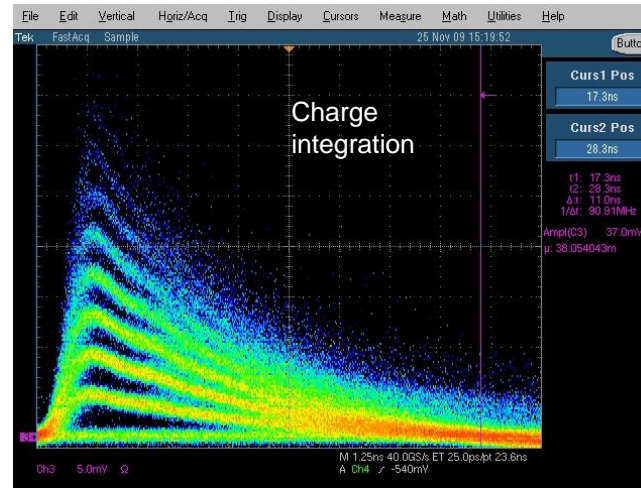 File Edit Vertical Horiz/Acq Trig Display Cursors Measure Math Utilities Help
Tek FastAcq Sample 25 Nov 09 15:19:52
Butto
Curs1 Pos
17.3ns
Curs2 Pos
28.3ns
Charge
integration
t1: 17.3ns
t2: 28.3ns
Δt: 11.0ns
1/Δt: 90.91MHz
Ampl(C3) 37.0mV
µ: 38.054043m
3
Ch3 5.0mV Ω
M 1.25ns 40.0GS/s ET 25.0ps/pt 23.6ns
A Ch4 ∕ -540mV